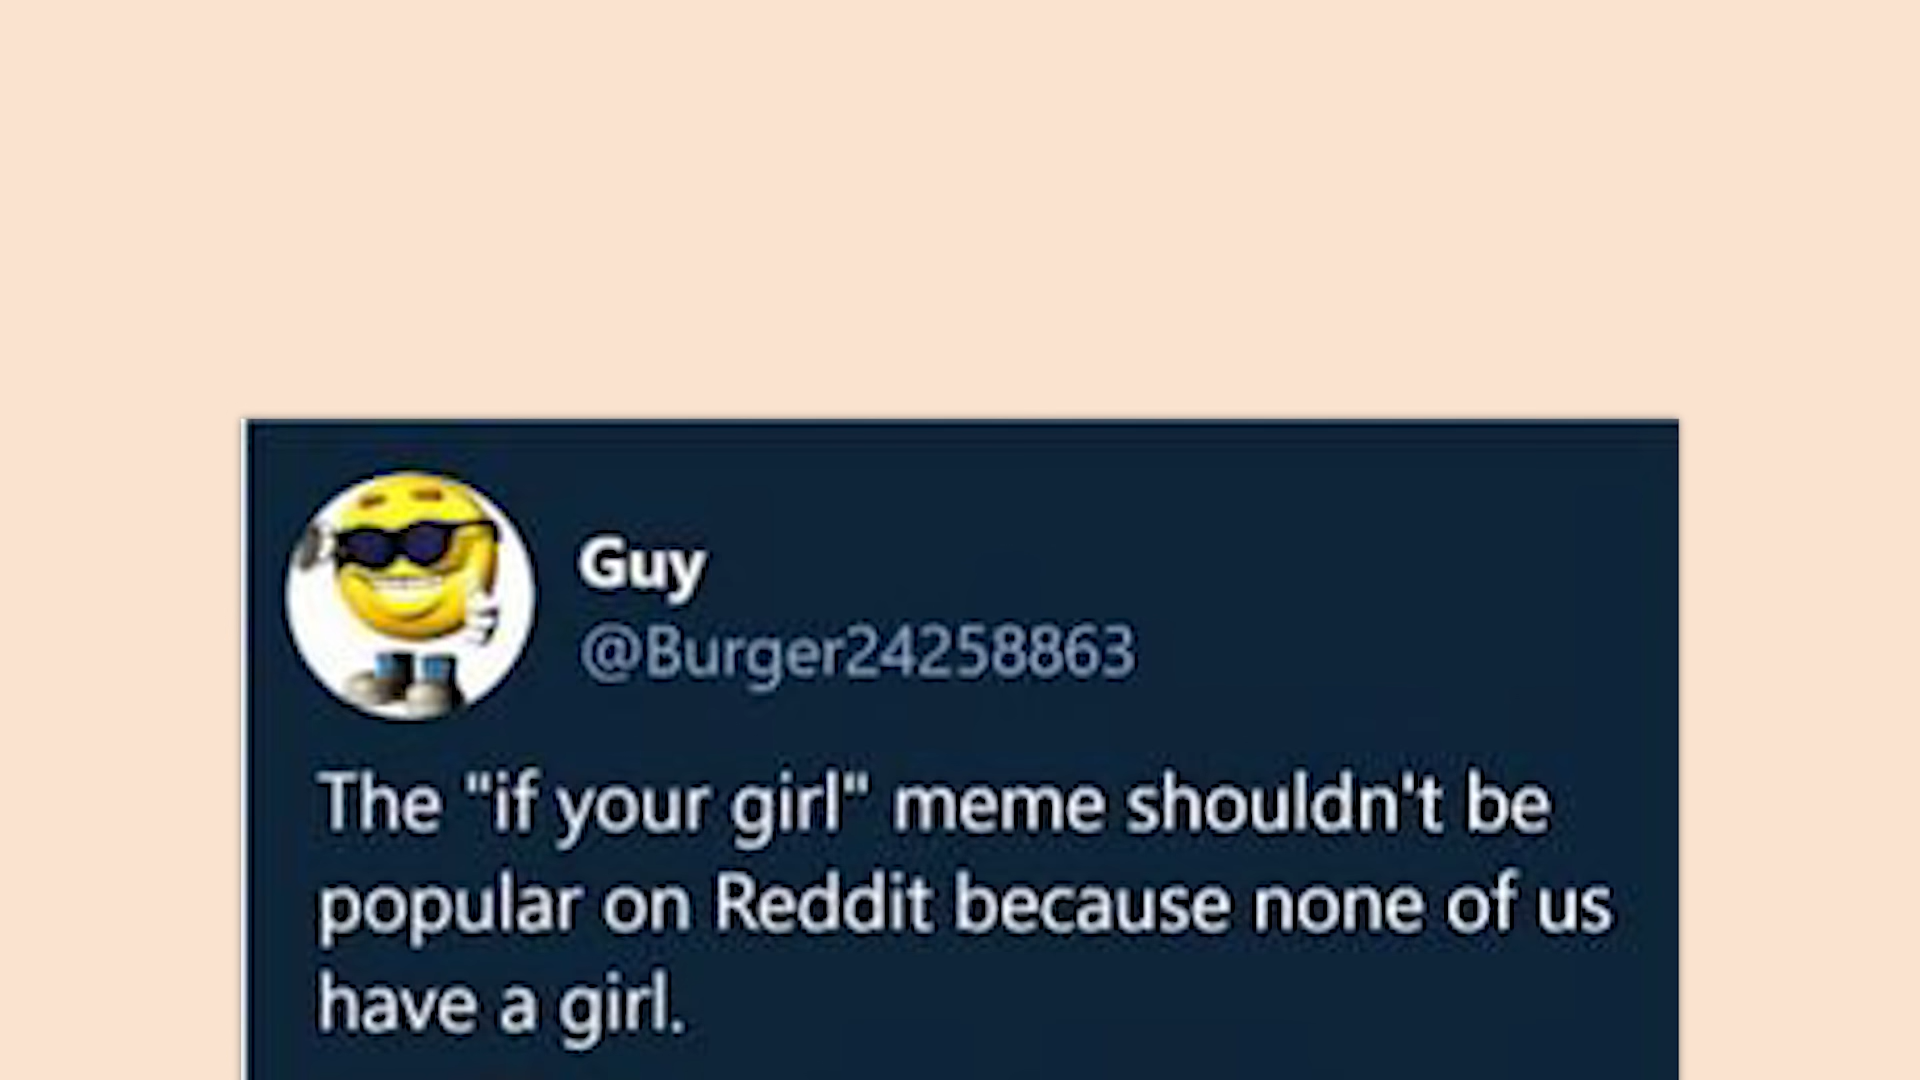 Guy
@Burger24258863
The "if your girl" meme shouldn't be
popular on Reddit because none of us
have a girl.